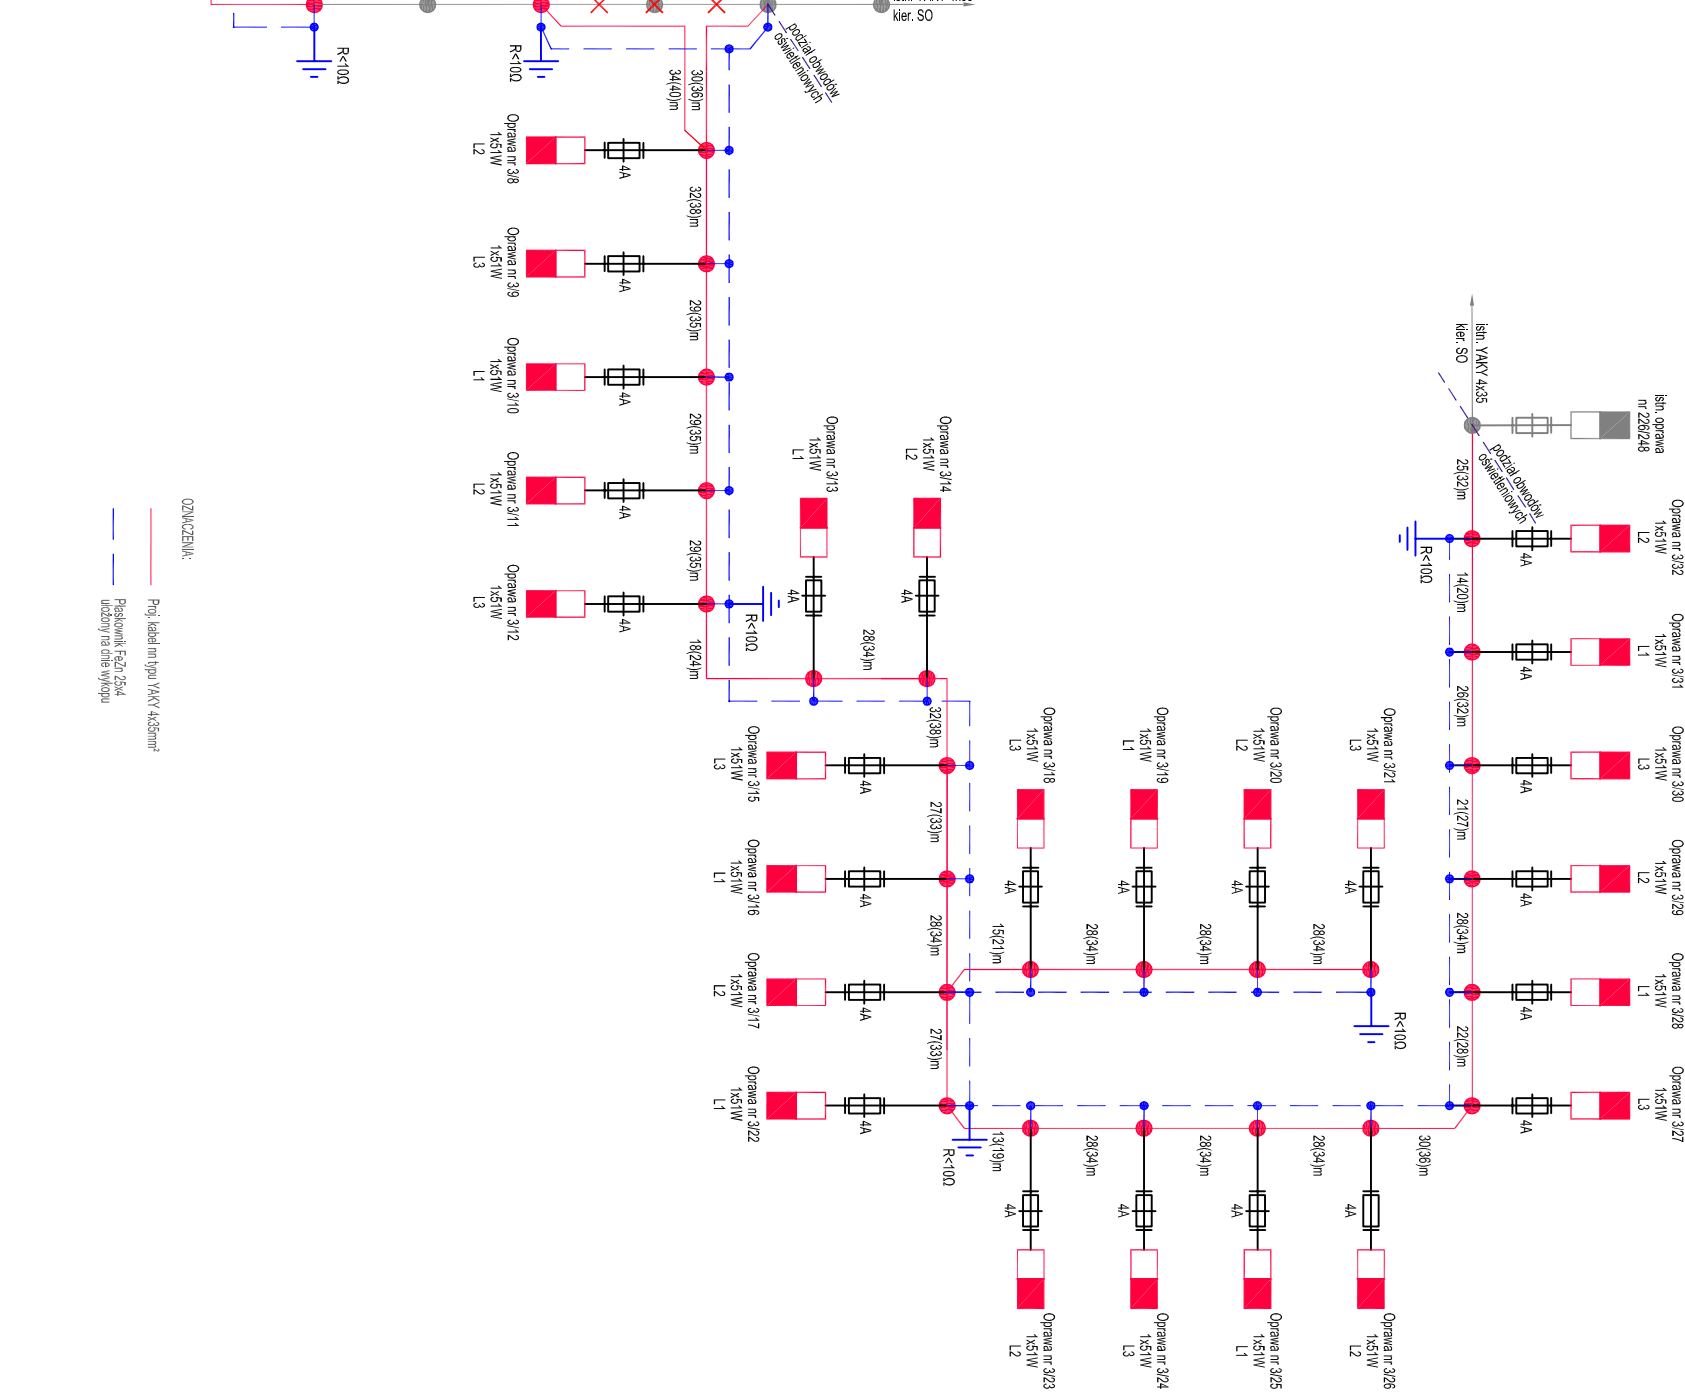 kier. SO
podział obwodów
oświetleniowych
R<10Ω
R<10Ω
34(40)m
30(36)m
Oprawa nr 3/8
1x51W
L2
4A
32(38)m
Oprawa nr 3/9
1x51W
L3
4A
29(35)m
Oprawa nr 3/10
1x51W
L1
4A
29(35)m
Oprawa nr 3/11
1x51W
L2
4A
29(35)m
Oprawa nr 3/12
1x51W
L3
4A
R<10Ω
18(24)m
Oprawa nr 3/13
1x51W
L1
4A
28(34)m
Oprawa nr 3/14
1x51W
L2
4A
32(38)m
Oprawa nr 3/15
1x51W
L3
4A
27(33)m
Oprawa nr 3/16
1x51W
L1
4A
28(34)m
Oprawa nr 3/17
1x51W
L2
4A
27(33)m
Oprawa nr 3/22
1x51W
L1
4A
R<10Ω
15(21)m
Oprawa nr 3/18
1x51W
L3
4A
28(34)m
Oprawa nr 3/19
1x51W
L1
4A
28(34)m
Oprawa nr 3/20
1x51W
L2
4A
28(34)m
Oprawa nr 3/21
1x51W
L3
4A
R<10Ω
13(19)m
4A
Oprawa nr 3/23
1x51W
L2
28(34)m
4A
Oprawa nr 3/24
1x51W
L3
28(34)m
4A
Oprawa nr 3/25
1x51W
L1
28(34)m
4A
Oprawa nr 3/26
1x51W
L2
30(36)m
istn. YAKY 4x35
kier. SO
istn. oprawa
nr 226/248
podział obwodów
oświetleniowych
25(32)m
Oprawa nr 3/32
1x51W
L2
4A
R<10Ω
14(20)m
Oprawa nr 3/31
1x51W
L1
4A
26(32)m
Oprawa nr 3/30
1x51W
L3
4A
21(27)m
Oprawa nr 3/29
1x51W
L2
4A
28(34)m
Oprawa nr 3/28
1x51W
L1
4A
22(28)m
Oprawa nr 3/27
1x51W
L3
4A
OZNACZENIA:
Proj. kabel nn typu YAKY 4x35mm²
Płaskownik FeZn 25x4
ułożony na dnie wykopu